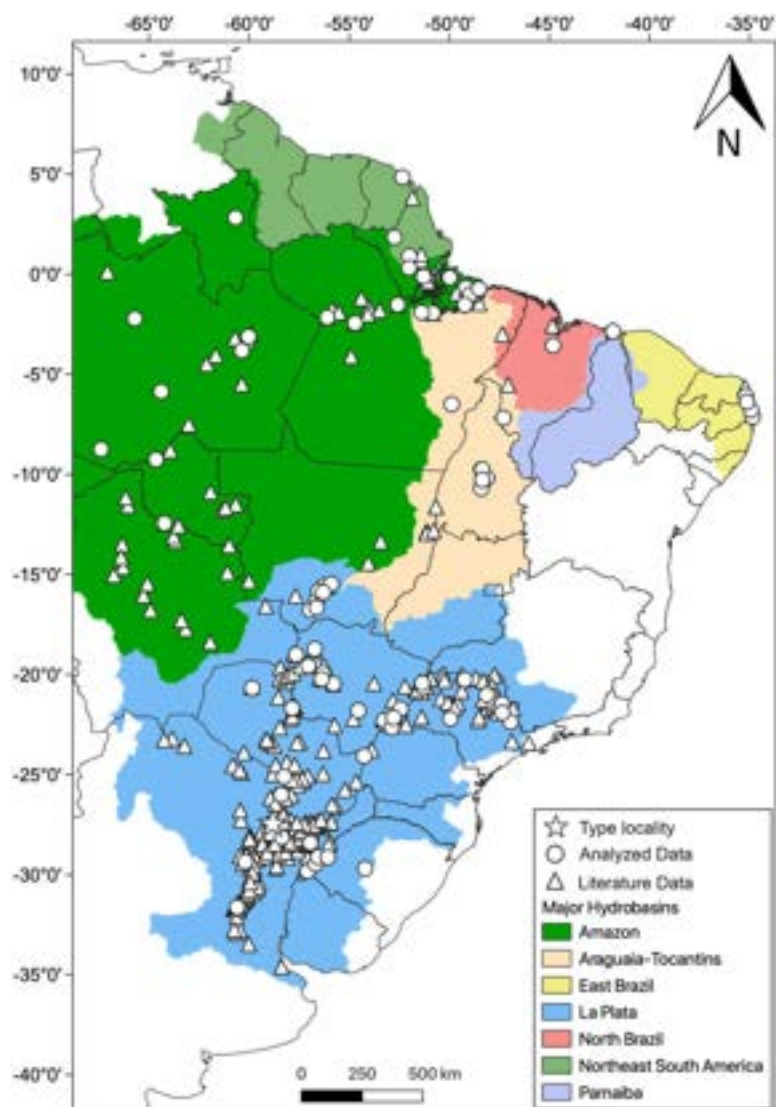 -65°0' -60°0' -55°0' -50°0' -45°0' -40°0' -35°0'
10°0'
5°0'
0°0'
-5°0'
-10°0'
-15°0'
-20°0'
-25°0'
-30°0'
-35°0'
-40°0'
N
Type locality
Analyzed Data
Literature Data
Major Hydrobasins
Amazon
Araguaia-Tocantins
East Brazil
La Plata
North Brazil
Northeast South America
Parnaiba
0 250 500 km